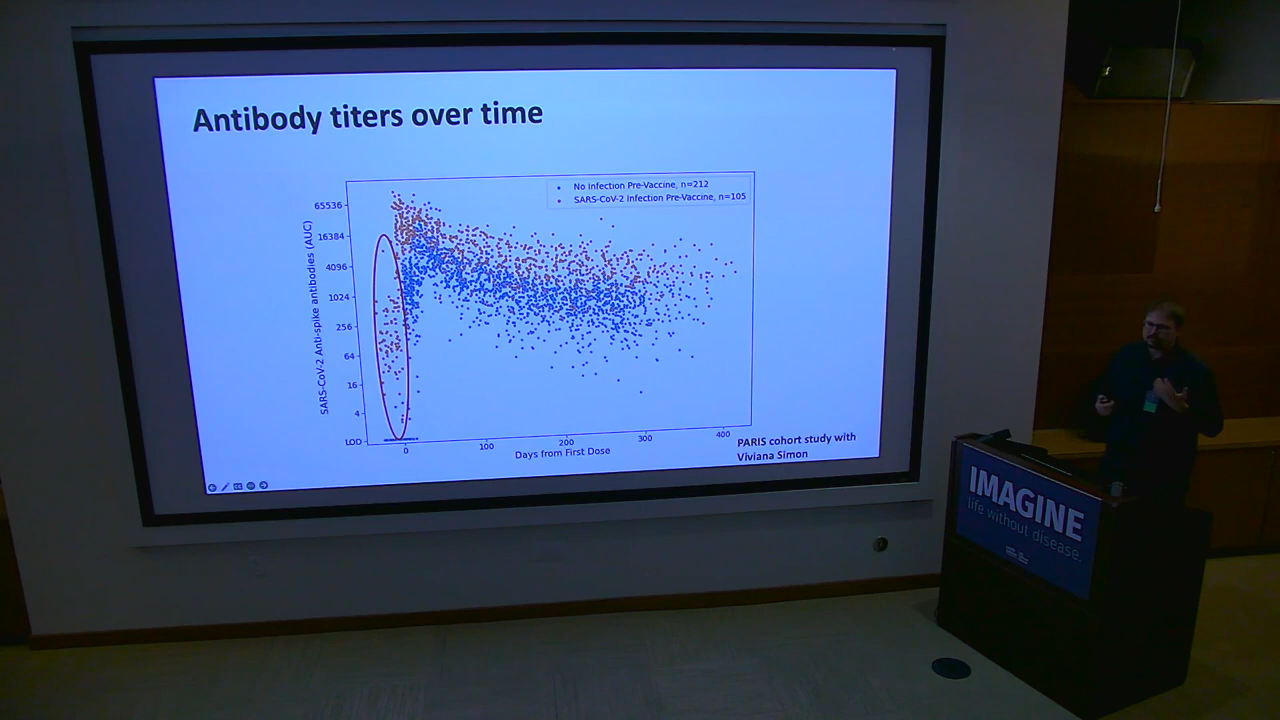 Antibody titers over time
No Infection Pre-Vaccine, n=212
SARS-CoV-2 Infection Pre-Vaccine, n=105
SARS-CoV-2 Anti-spike antibodies (AUC)
65536
16384
4096
1024
256
64
16
4
LOD
0
100
200
300
400
Days from First Dose
PARIS cohort study with
Viviana Simon
IMAGINE
life without disease.